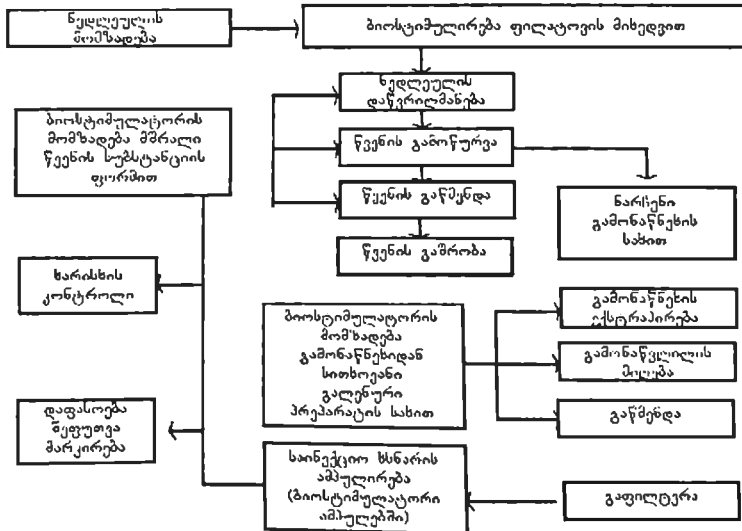 ნედლეულის
მომზადება
ბიოსტიმულირება ფილატოვის მიხედვით
ნედლეულის
დაწვრილმანება
ბიოსტიმულატორის
მომზადება მშრალი
წვენის სუბსტანციის
ფორმით
წვენის გამოწურვა
წვენის გაწმენდა
ნარჩენი
გამონაწნეხის
სახით
წვენის გაშრობა
ხარისხის
კონტროლი
ბიოსტიმულატორის
მომზადება
გამონაწნეხიდან
სითხოვანი
გალენური
პრეპარატის სახით
გამონაწნეხის
ექსტრაპირება
გამონაწვლილის
მიღება
გაწმენდა
დაფასოება
შეფუთვა
მარკირება
საინექციო ხსნარის
ამპულირება
(ბიოსტიმულატორი
ამპულებში)
გაფილტვრა